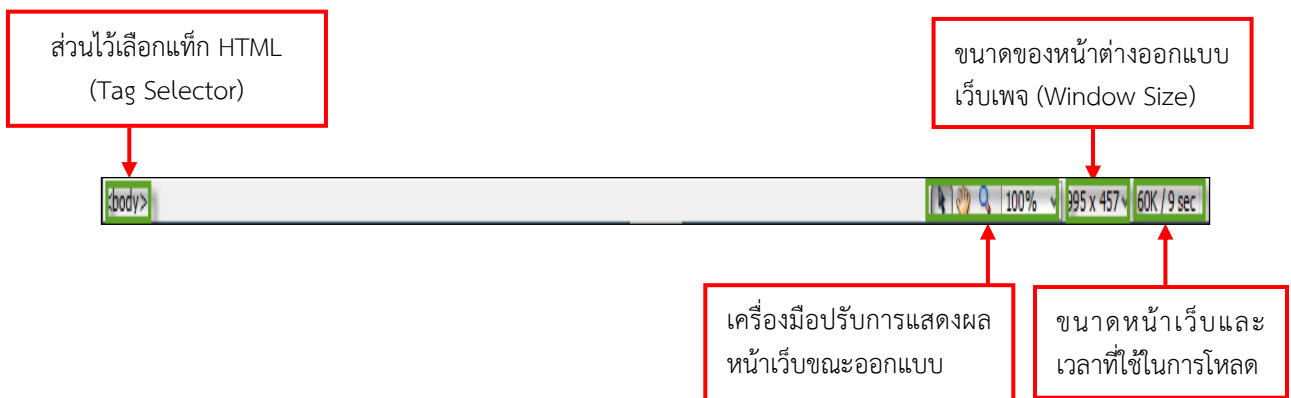 ส่วนไว้เลือกแท็ก HTML
(Tag Selector)
ขนาดของหน้าต่างออกแบบ
เว็บเพจ (Window Size)
<body>
100%
995 x 457
60K / 9 sec
เครื่องมือปรับการแสดงผล
หน้าเว็บขณะออกแบบ
ขนาดหน้าเว็บและ
เวลาที่ใช้ในการโหลด